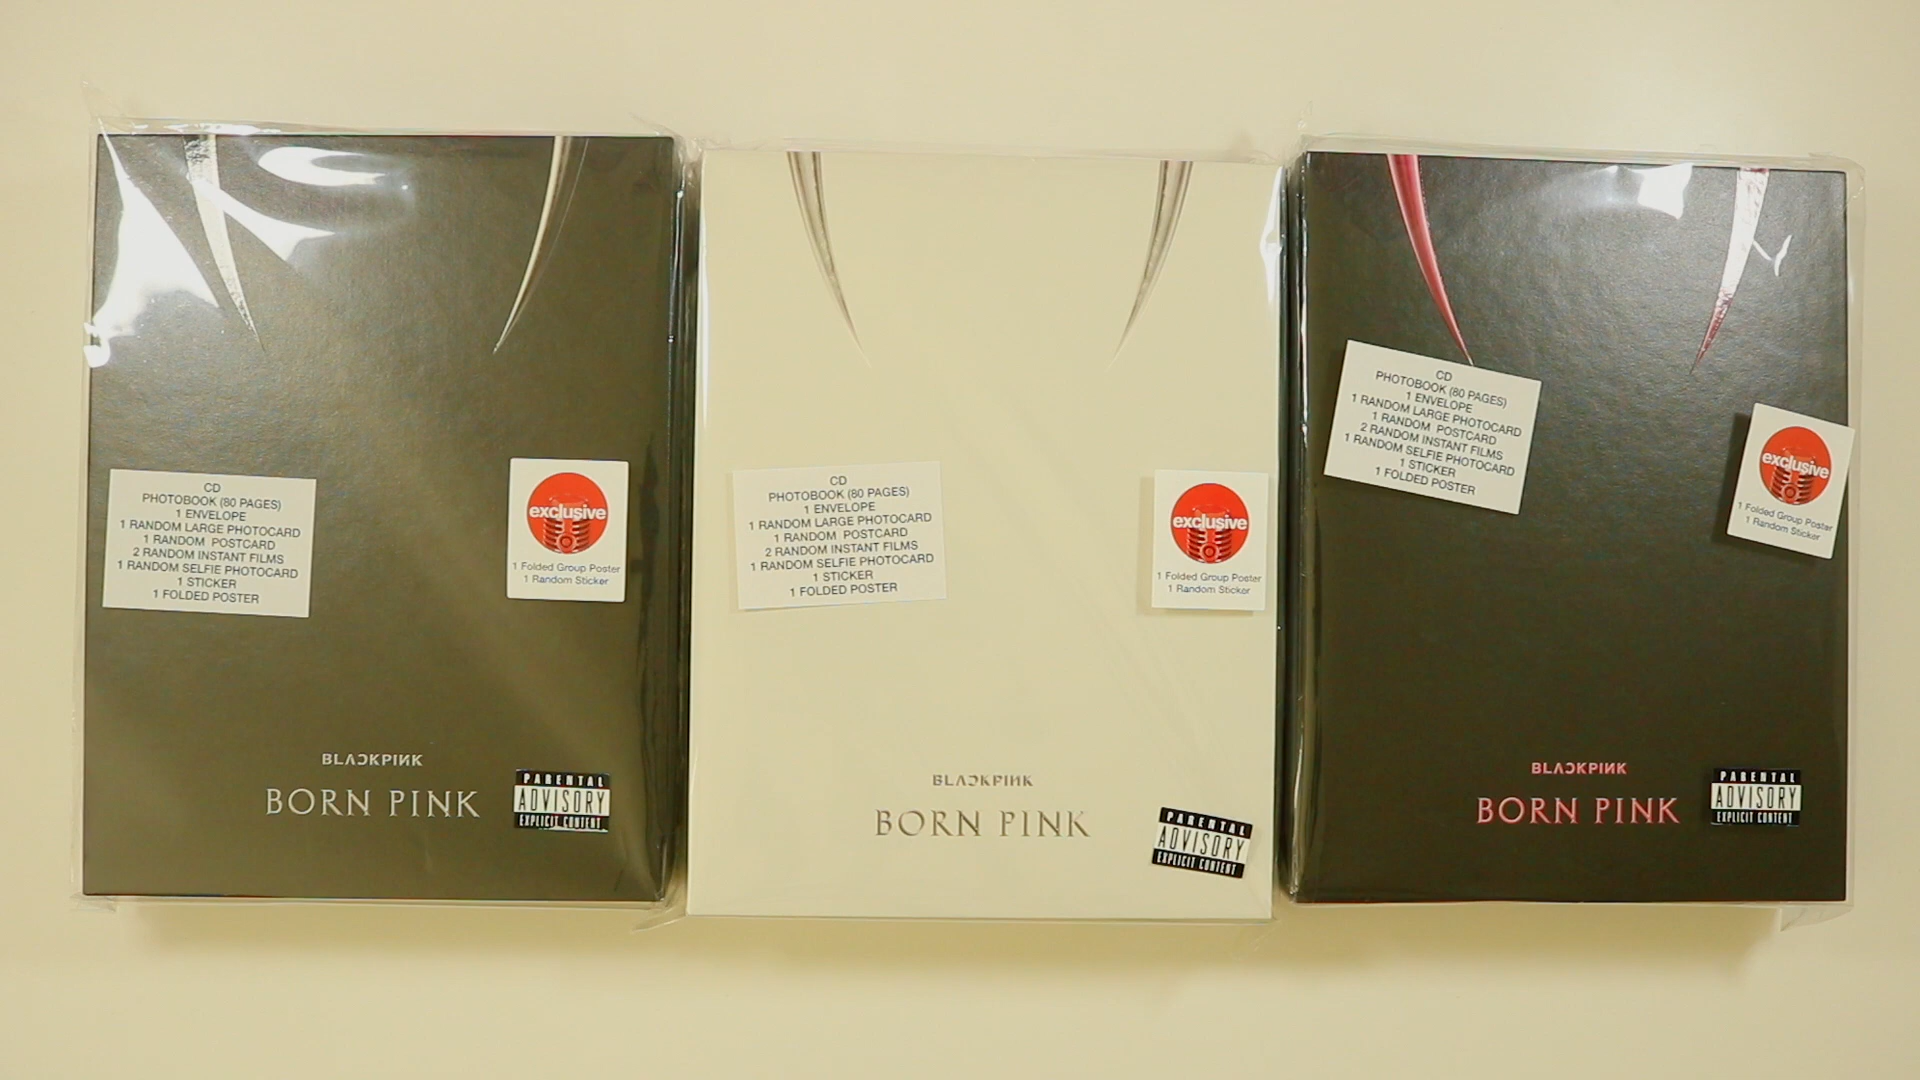 CD
PHOTOBOOK (80 PAGES)
1 ENVELOPE
1 RANDOM LARGE PHOTOCARD
1 RANDOM POSTCARD
2 RANDOM INSTANT FILMS
1 RANDOM SELFIE PHOTOCARD
1 STICKER
1 FOLDED POSTER
exclusive
1 Folded Group Poster
1 Random Sticker
BLACKPINK
BORN PINK
PARENTAL
ADVISORY
EXPLICIT CONTENT
CD
PHOTOBOOK (80 PAGES)
1 ENVELOPE
1 RANDOM LARGE PHOTOCARD
1 RANDOM POSTCARD
2 RANDOM INSTANT FILMS
1 RANDOM SELFIE PHOTOCARD
1 STICKER
1 FOLDED POSTER
exclusive
1 Folded Group Poster
1 Random Sticker
BLACKPINK
BORN PINK
PARENTAL
ADVISORY
EXPLICIT CONTENT
CD
PHOTOBOOK (80 PAGES)
1 ENVELOPE
1 RANDOM LARGE PHOTOCARD
1 RANDOM POSTCARD
2 RANDOM INSTANT FILMS
1 RANDOM SELFIE PHOTOCARD
1 STICKER
1 FOLDED POSTER
exclusive
1 Folded Group Poster
1 Random Sticker
BLACKPINK
BORN PINK
PARENTAL
ADVISORY
EXPLICIT CONTENT